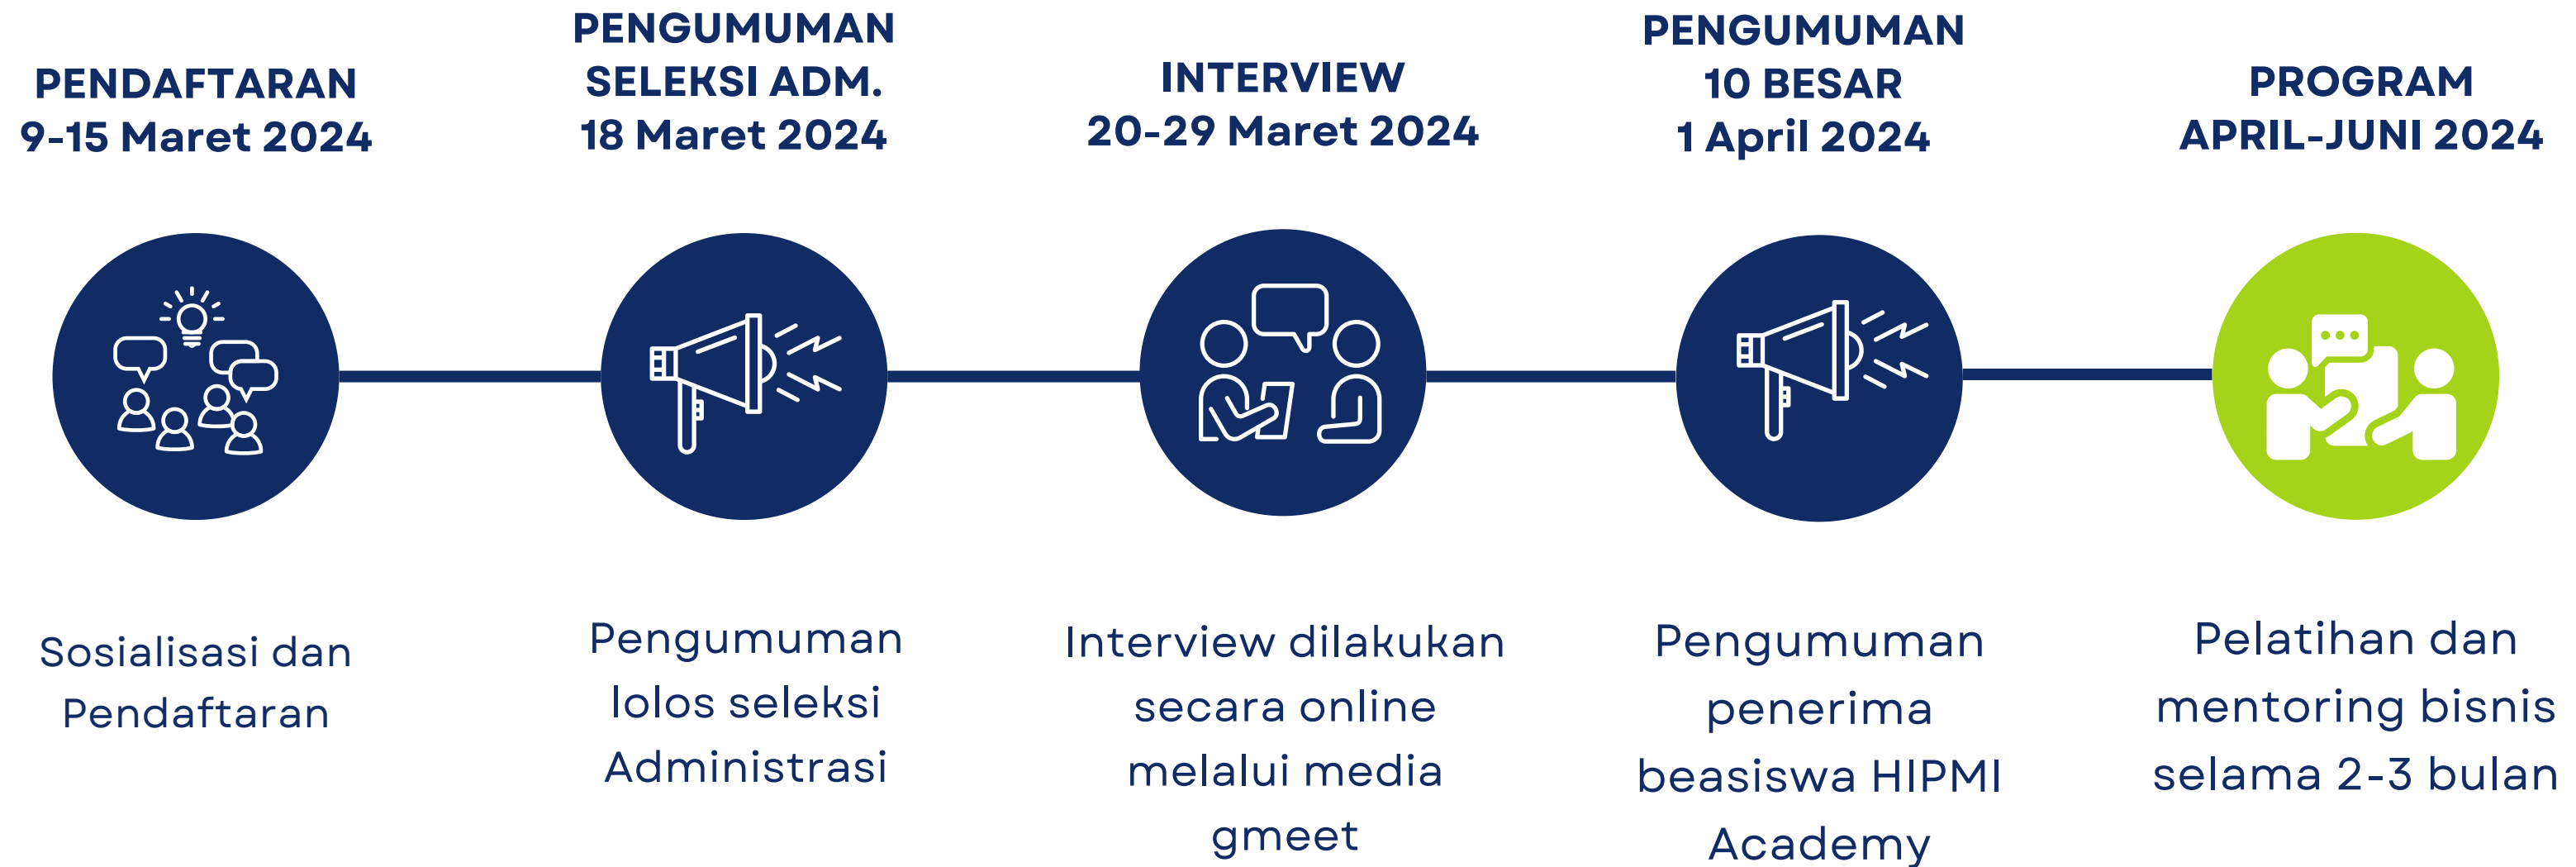 PENDAFTARAN
9-15 Maret 2024
PENGUMUMAN
SELEKSI ADM.
18 Maret 2024
INTERVIEW
20-29 Maret 2024
PENGUMUMAN
10 BESAR
1 April 2024
PROGRAM
APRIL-JUNI 2024
Sosialisasi dan
Pendaftaran
Pengumuman
lolos seleksi
Administrasi
Interview dilakukan
secara online
melalui media
gmeet
Pengumuman
penerima
beasiswa HIPMI
Academy
Pelatihan dan
mentoring bisnis
selama 2-3 bulan